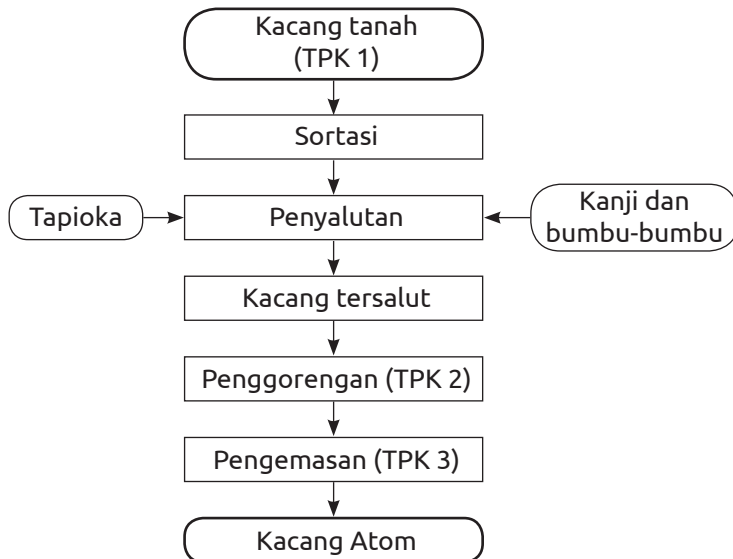 Kacang tanah
(TPK 1)
Sortasi
Tapioka
Penyalutan
Kanji dan
bumbu-bumbu
Kacang tersalut
Penggorengan (TPK 2)
Pengemasan (TPK 3)
Kacang Atom